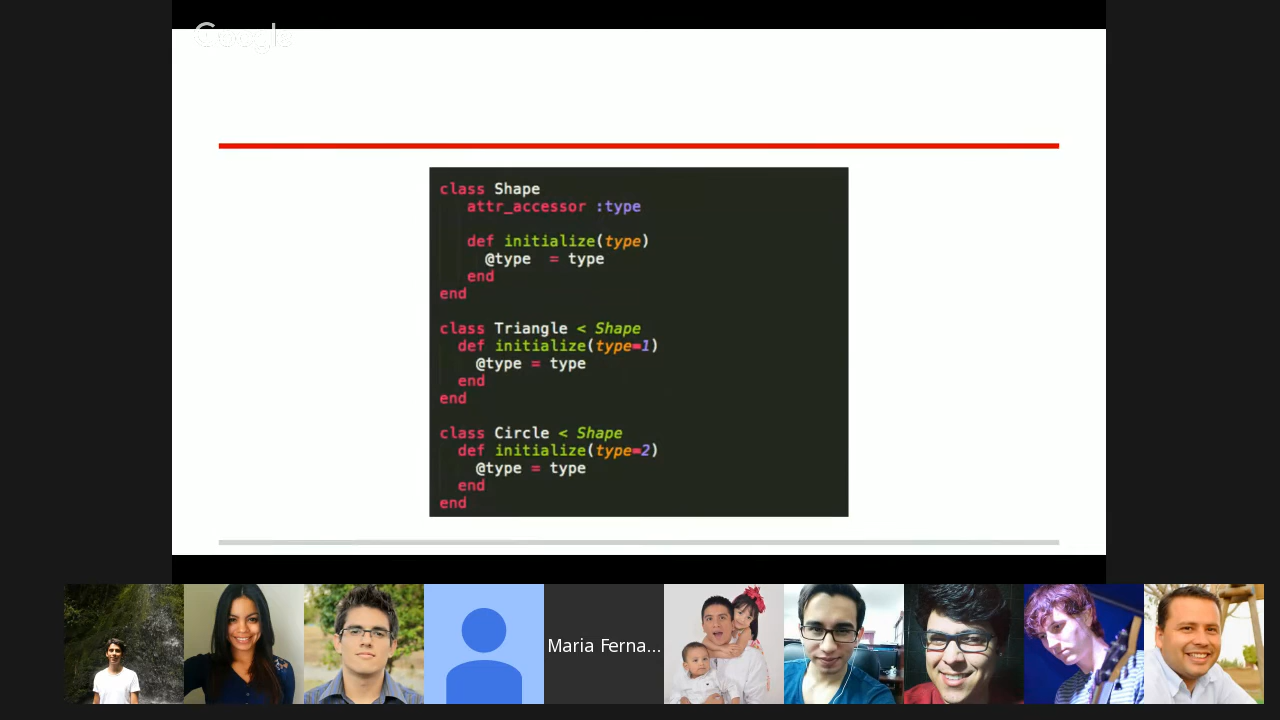 Google
class Shape
attr_accessor :type
def initialize(type)
@type = type
end
end
class Triangle < Shape
def initialize(type=1)
@type = type
end
end
class Circle < Shape
def initialize(type=2)
@type = type
end
end
Maria Ferna...